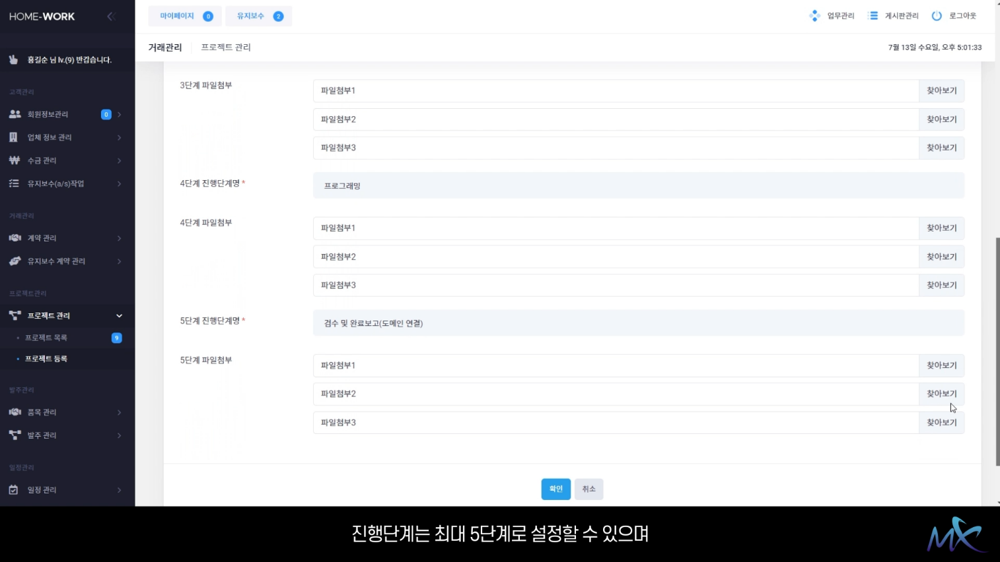 HOME-WORK
마이페이지 0
유지보수 2
업무관리
게시판관리
로그아웃
거래관리
프로젝트 관리
7월 13일 수요일, 오후 5:01:33
홍길순 님 lv.(9) 반갑습니다.
고객관리
회원정보관리 0
업체 정보 관리
수금 관리
유지보수(a/s)작업
거래관리
계약 관리
유지보수 계약 관리
프로젝트관리
프로젝트 관리
프로젝트 목록 9
프로젝트 등록
발주관리
품목 관리
발주 관리
일정관리
일정 관리
3단계 파일첨부
파일첨부1 찾아보기
파일첨부2 찾아보기
파일첨부3 찾아보기
4단계 진행단계명 *
프로그래밍
4단계 파일첨부
파일첨부1 찾아보기
파일첨부2 찾아보기
파일첨부3 찾아보기
5단계 진행단계명 *
검수 및 완료보고(도메인 연결)
5단계 파일첨부
파일첨부1 찾아보기
파일첨부2 찾아보기
파일첨부3 찾아보기
확인
취소
진행단계는 최대 5단계로 설정할 수 있으며
MX